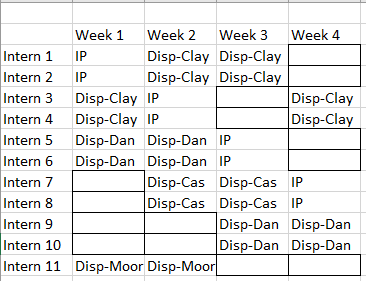 Week 1 Week 2 Week 3 Week 4
Intern 1 IP Disp-Clay Disp-Clay
Intern 2 IP Disp-Clay Disp-Clay
Intern 3 Disp-Clay IP Disp-Clay
Intern 4 Disp-Clay IP Disp-Clay
Intern 5 Disp-Dan Disp-Dan IP
Intern 6 Disp-Dan Disp-Dan IP
Intern 7 Disp-Cas Disp-Cas IP
Intern 8 Disp-Cas Disp-Cas IP
Intern 9 Disp-Dan Disp-Dan
Intern 10 Disp-Dan Disp-Dan
Intern 11 Disp-Moor Disp-Moor